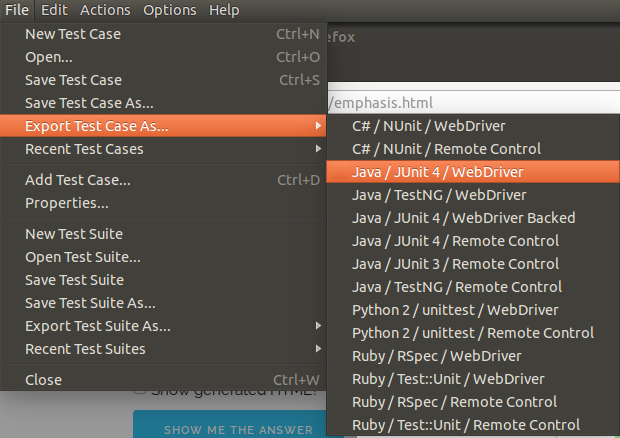 File Edit Actions Options Help
New Test Case Ctrl+N
efox
Open... Ctrl+O
Save Test Case Ctrl+S
Save Test Case As...
/emphasis.html
Export Test Case As...
Recent Test Cases
Add Test Case... Ctrl+D
Properties...
New Test Suite
Open Test Suite...
Save Test Suite
Save Test Suite As...
Export Test Suite As...
Recent Test Suites
Close Ctrl+W
C# / NUnit / WebDriver
C# / NUnit / Remote Control
Java / JUnit 4 / WebDriver
Java / TestNG / WebDriver
Java / JUnit 4 / WebDriver Backed
Java / JUnit 4 / Remote Control
Java / JUnit 3 / Remote Control
Java / TestNG / Remote Control
Python 2 / unittest / WebDriver
Python 2 / unittest / Remote Control
Ruby / RSpec / WebDriver
Ruby / Test::Unit / WebDriver
Ruby / RSpec / Remote Control
Ruby / Test::Unit / Remote Control
Show generated HTML?
SHOW ME THE ANSWER